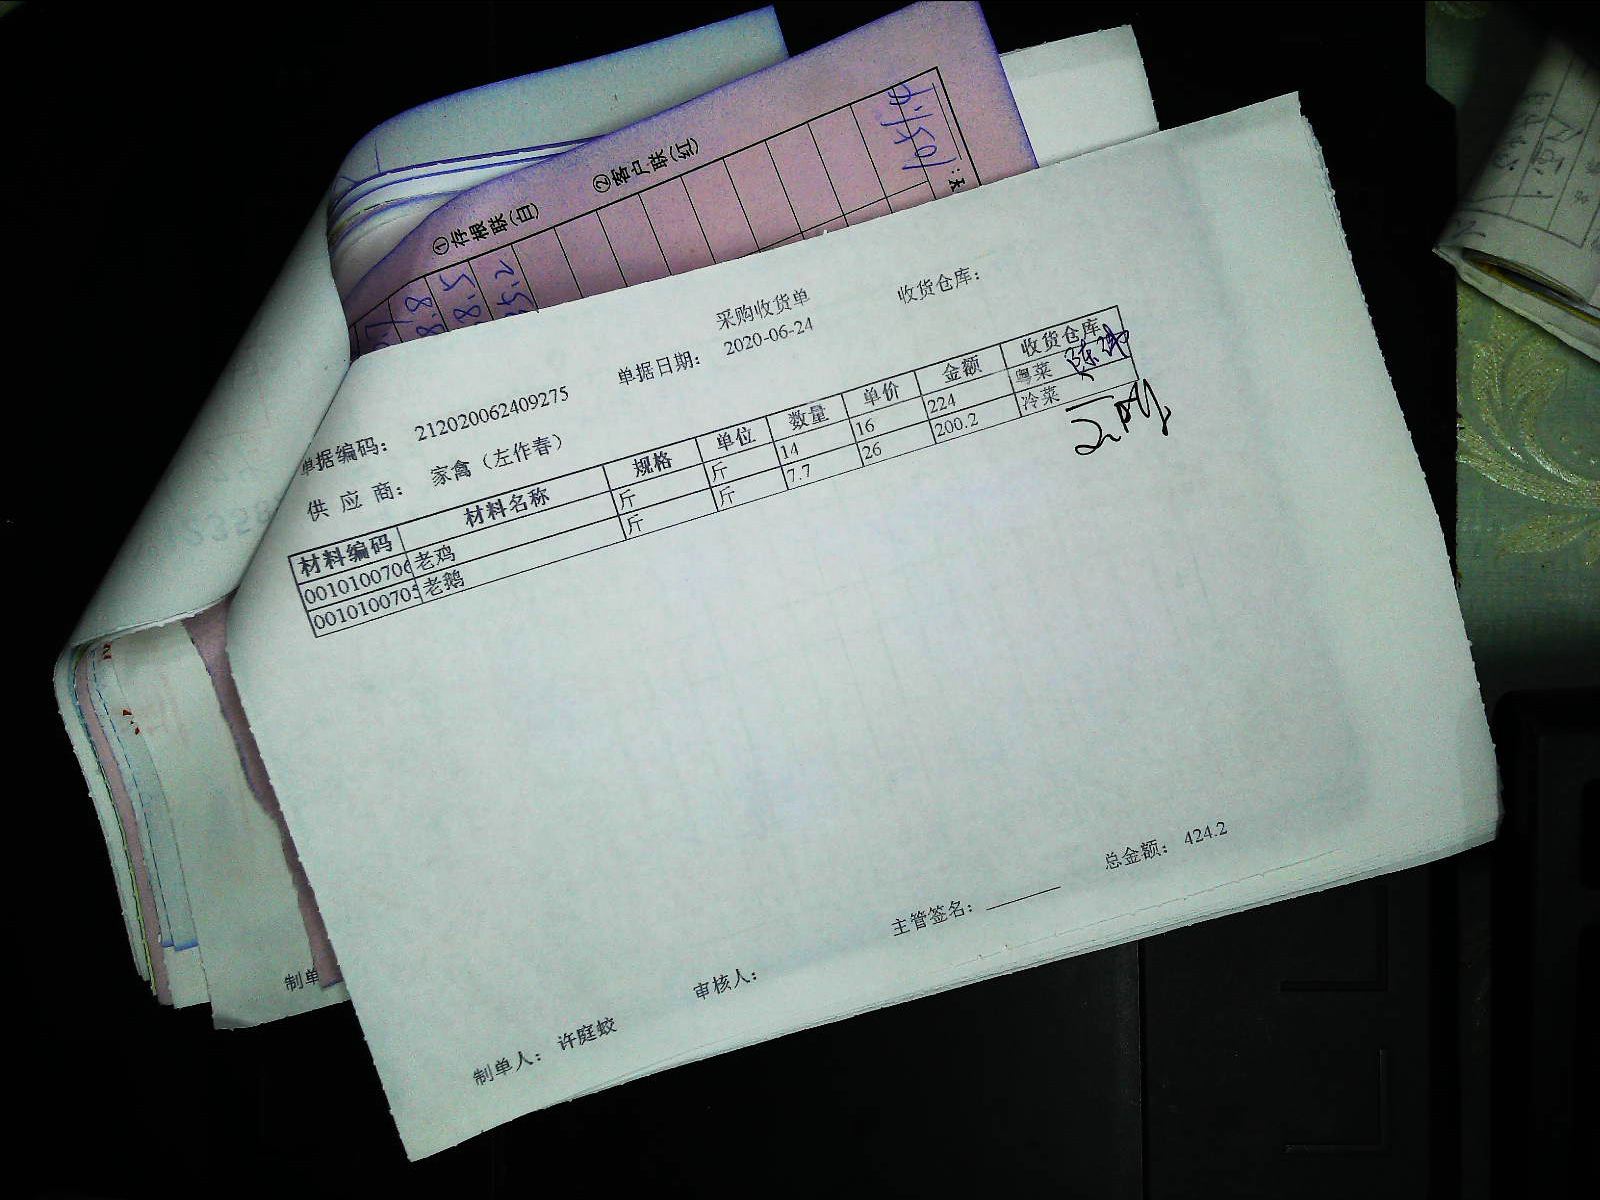 采购收货单
单据编码： 212020062409275 单据日期： 2020-06-24 收货仓库：
供 应 商： 家禽（左作春）
材料编码 材料名称 规格 单位 数量 单价 金额 收货仓库
0010100706 老鸡 斤 斤 14 16 224 粤菜
0010100705 老鹅 斤 斤 7.7 26 200.2 冷菜
总金额： 424.2
制单人： 许庭蛟 审核人： 主管签名：
①存根联(白)
②客户联(红)
制单